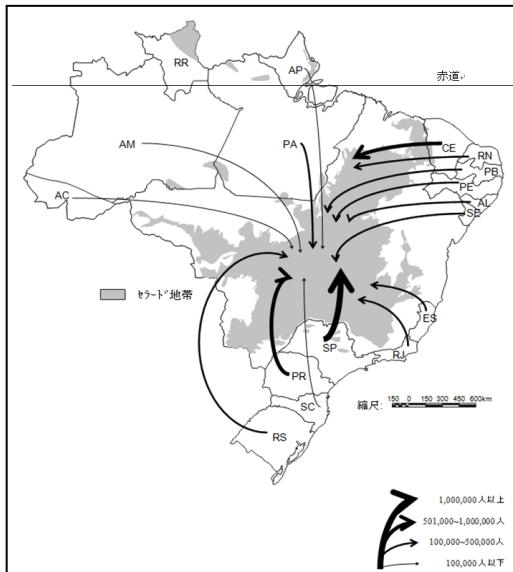 RR
AP
赤道
AM
PA
CE
RN
PB
PE
AC
AL
SE
セラード地帯
ES
SP
RJ
PR
SC
縮尺: 150 0 150 300 450 600km
RS
1,000,000人以上
501,000~1,000,000人
100,000~500,000人
100,000人以下